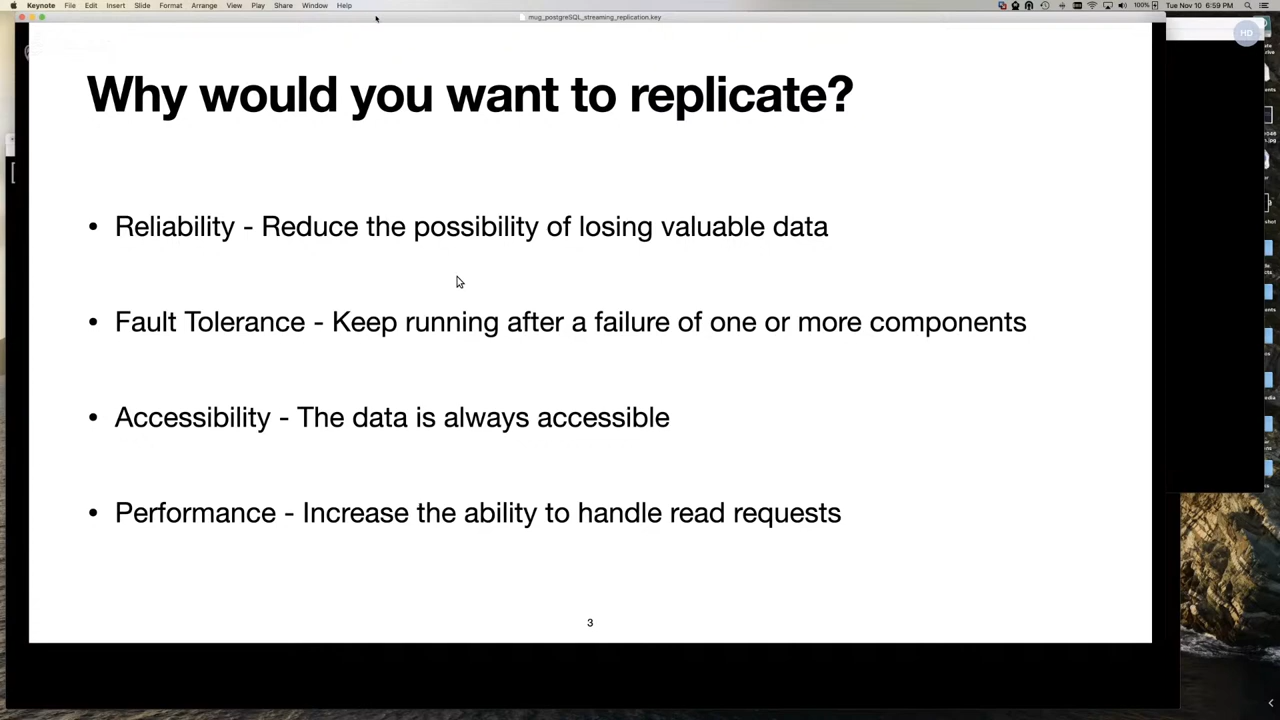 Keynote File Edit Insert Slide Format Arrange View Play Share Window Help
100% Tue Nov 10 6:59 PM
mug_postgreSQL_streaming_replication.key
HD
Why would you want to replicate?
• Reliability - Reduce the possibility of losing valuable data
• Fault Tolerance - Keep running after a failure of one or more components
• Accessibility - The data is always accessible
• Performance - Increase the ability to handle read requests
3